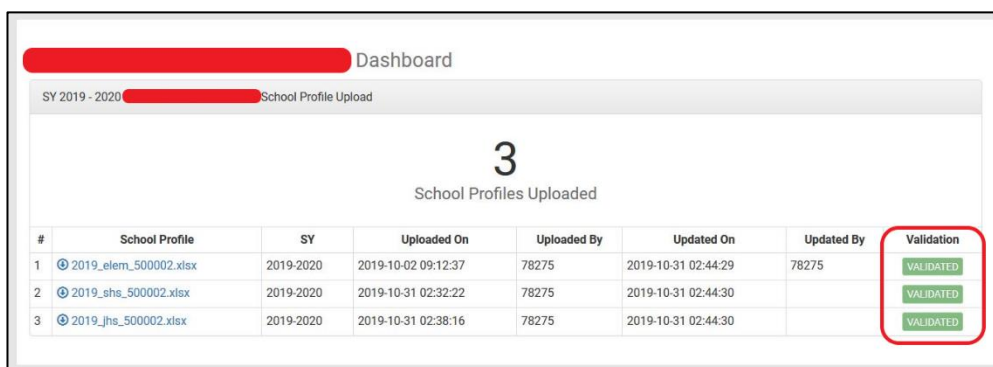 Dashboard
SY 2019 - 2020 School Profile Upload
3
School Profiles Uploaded
# School Profile SY Uploaded On Uploaded By Updated On Updated By Validation
1 2019_elem_500002.xlsx 2019-2020 2019-10-02 09:12:37 78275 2019-10-31 02:44:29 78275 VALIDATED
2 2019_shs_500002.xlsx 2019-2020 2019-10-31 02:32:22 78275 2019-10-31 02:44:30 VALIDATED
3 2019_jhs_500002.xlsx 2019-2020 2019-10-31 02:38:16 78275 2019-10-31 02:44:30 VALIDATED